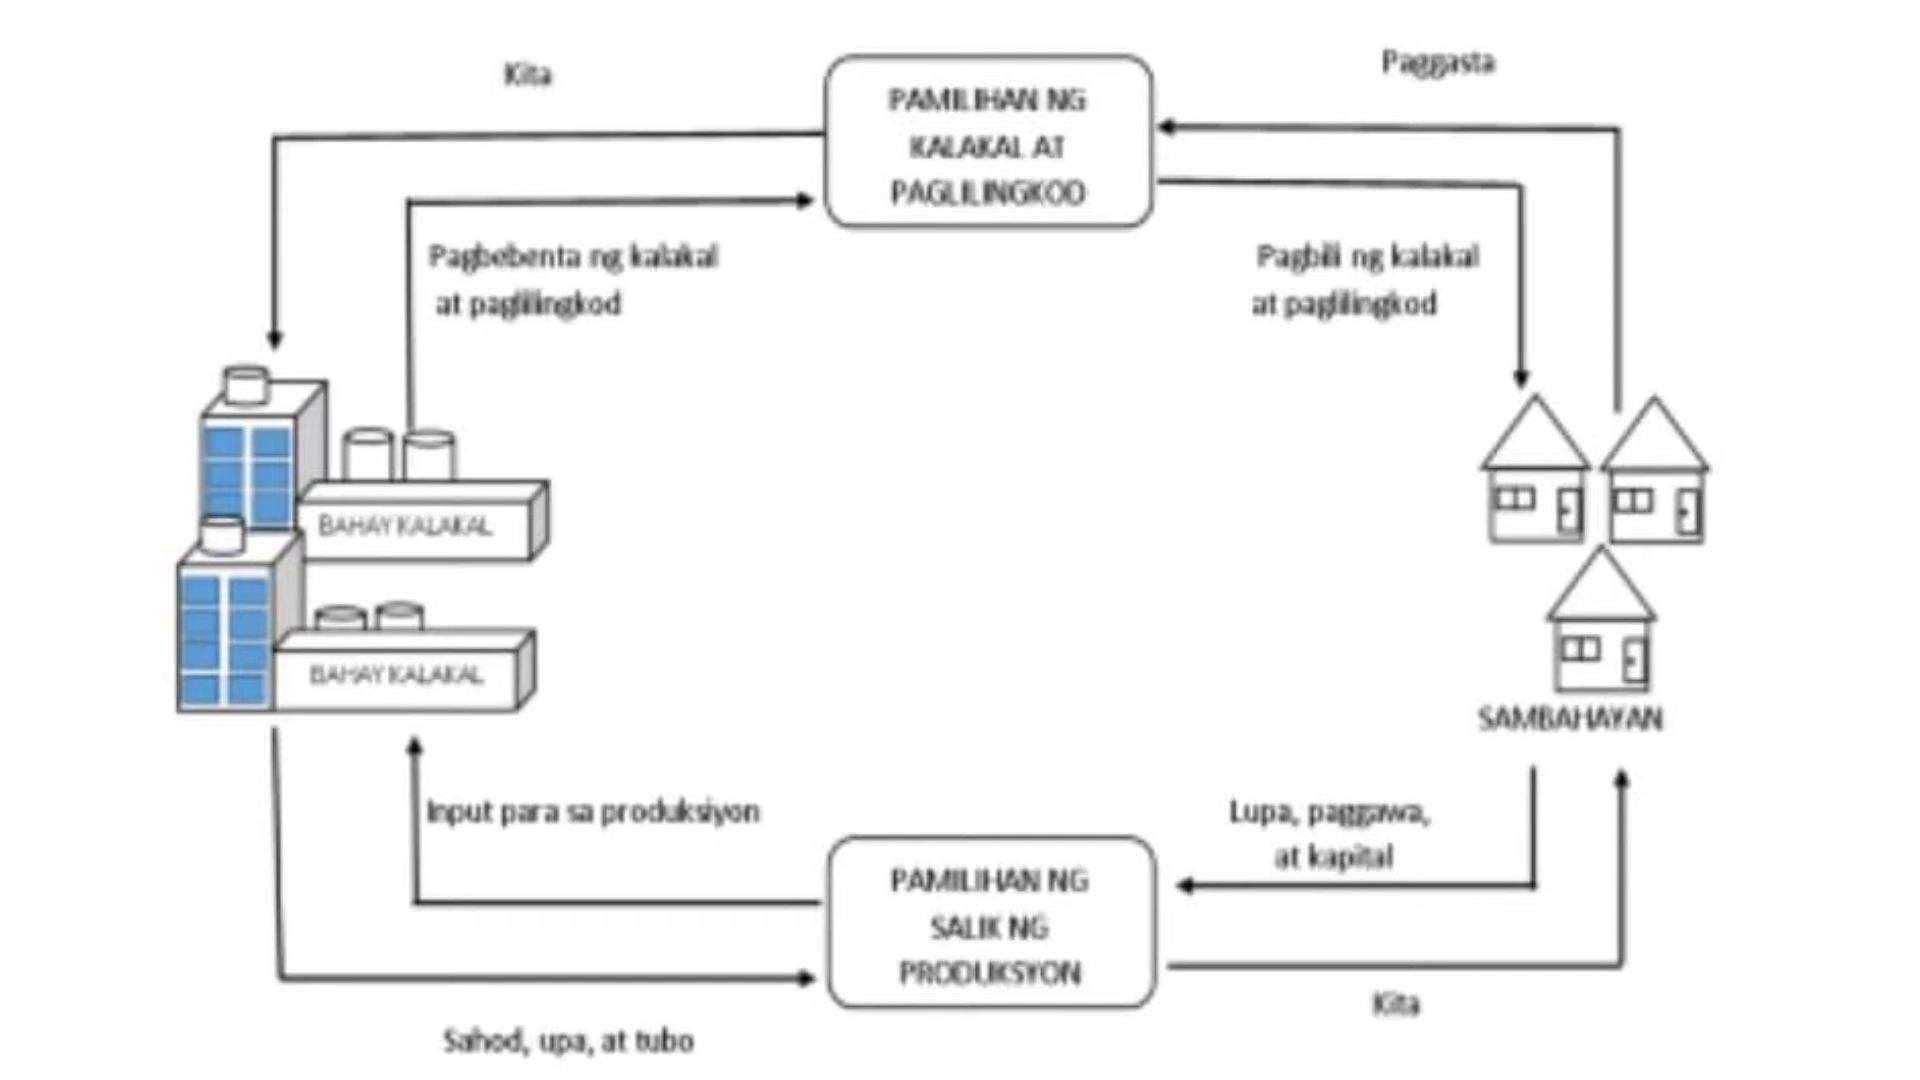 Kita
Paggasta
PAMILIHAN NG
KALAKAL AT
PAGLILINGKOD
Pagbebenta ng kalakal
at paglilingkod
Pagbili ng kalakal
at paglilingkod
BAHAY KALAKAL
BAHAY KALAKAL
SAMBAHAYAN
Input para sa produksiyon
Lupa, paggawa,
at kapital
PAMILIHAN NG
SALIK NG
PRODUKSYON
Kita
Sahod, upa, at tubo